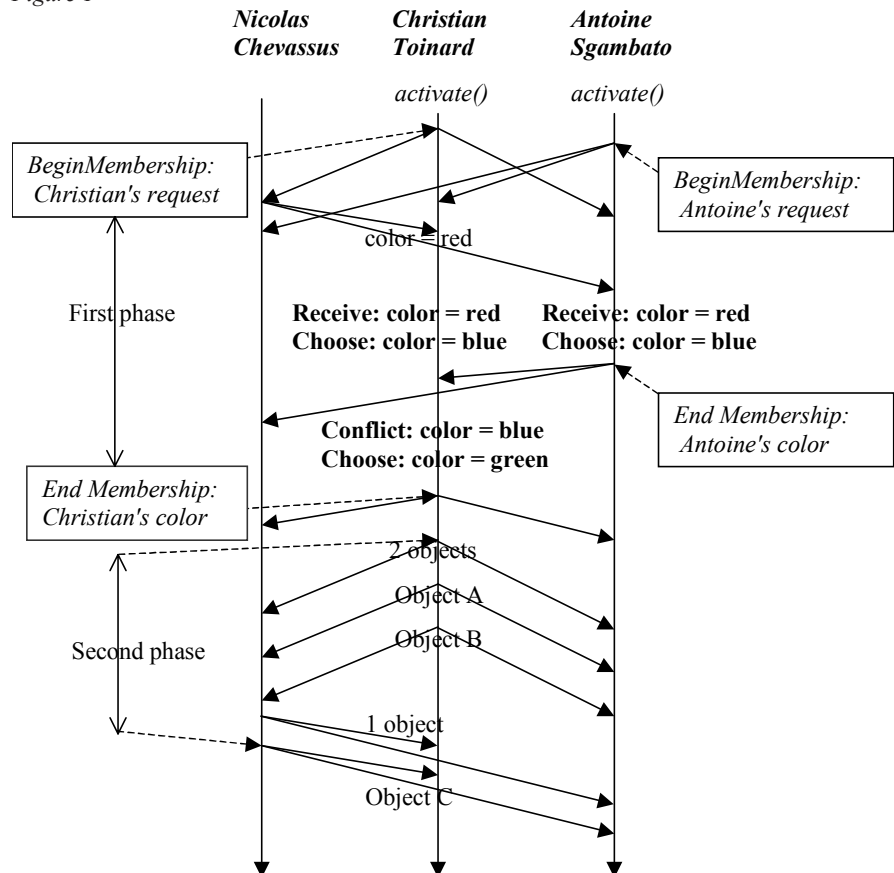 Nicolas
Chevassus
Christian
Toinard
Antoine
Sgambato
activate()
activate()
BeginMembership:
Christian's request
BeginMembership:
Antoine's request
color = red
First phase
Receive: color = red
Choose: color = blue
Receive: color = red
Choose: color = blue
End Membership:
Antoine's color
Conflict: color = blue
Choose: color = green
End Membership:
Christian's color
2 objects
Object A
Object B
Second phase
1 object
Object C